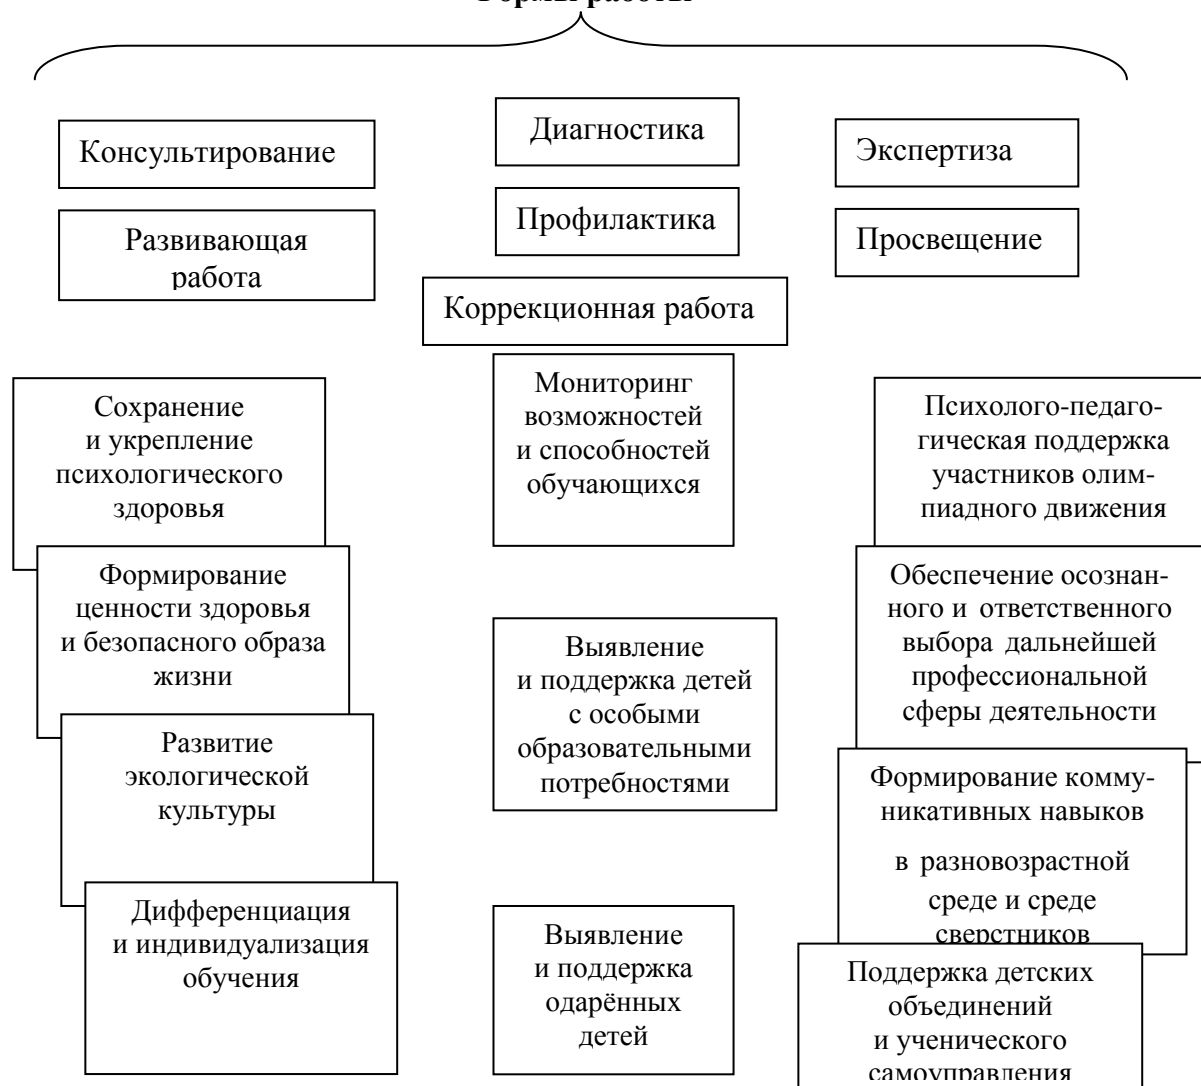 Формы работы
Консультирование
Диагностика
Экспертиза
Развивающая
работа
Профилактика
Просвещение
Коррекционная работа
Сохранение
и укрепление
психологического
здоровья
Формирование
ценности здоровья
и безопасного образа
жизни
Развитие
экологической
культуры
Дифференциация
и индивидуализация
обучения
Мониторинг
возможностей
и способностей
обучающихся
Выявление
и поддержка детей
с особыми
образовательными
потребностями
Выявление
и поддержка
одарённых
детей
Психолого-педаго-
гическая поддержка
участников олим-
пиадного движения
Обеспечение осознан-
ного и ответственного
выбора дальнейшей
профессиональной
сферы деятельности
Формирование комму-
никативных навыков
в разновозрастной
среде и среде
сверстников
Поддержка детских
объединений
и ученического
самоуправления